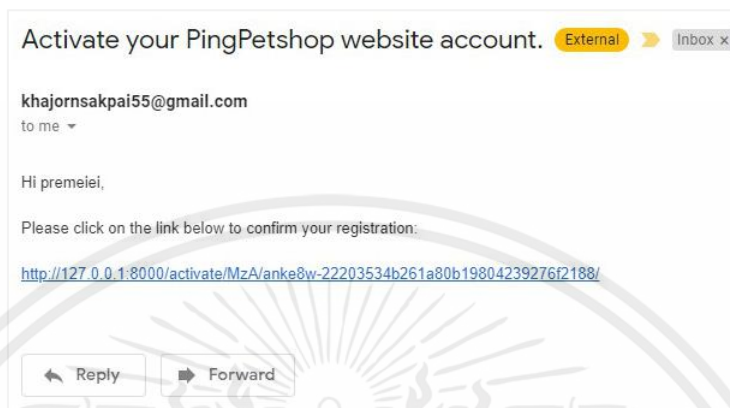 Activate your PingPetshop website account. External Inbox ×
khajornsakpai55@gmail.com
to me
Hi premeiei,
Please click on the link below to confirm your registration:
http://127.0.0.1:8000/activate/MzA/anke8w-22203534b261a80b19804239276f2188/
Reply Forward